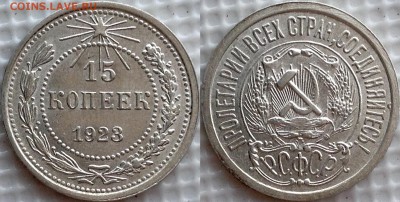 COINS.LAVE.RU
15
КОПЕЕК
1923
ПРОЛЕТАРИИ ВСЕХ СТРАН, СОЕДИНЯЙТЕСЬ!
Р.С.Ф.С.Р.